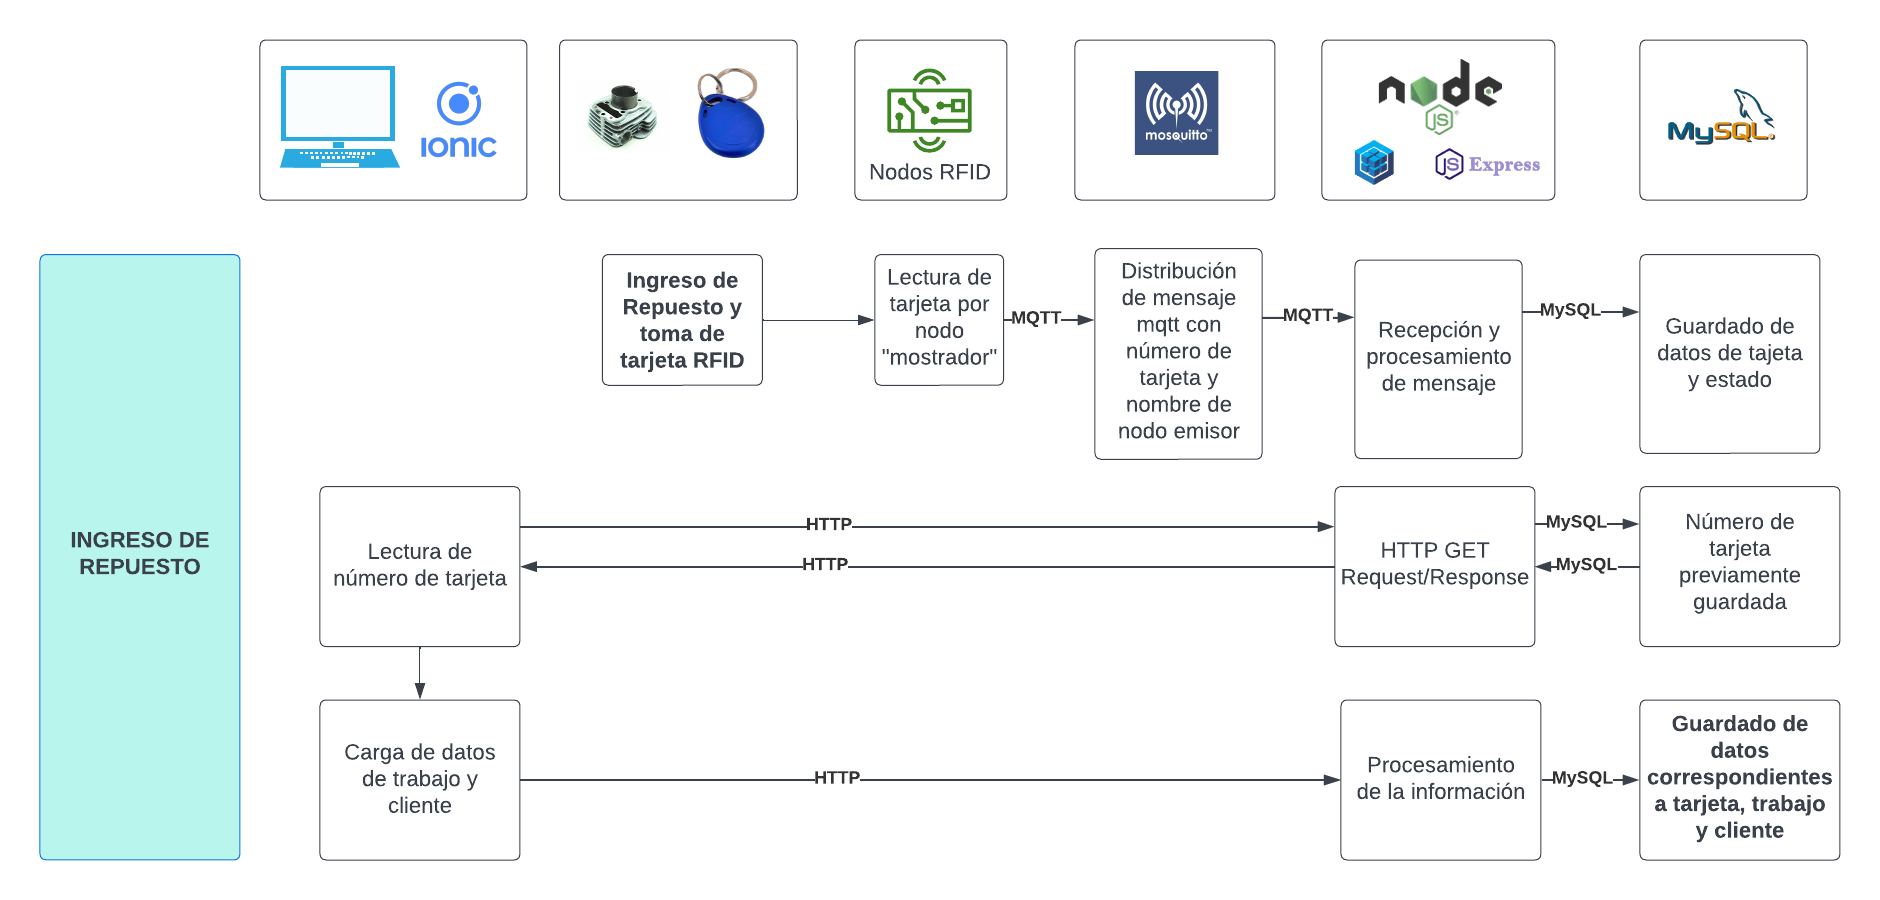 IONIC
Nodos RFID
mosquitto™
node
JS®
JS Express
MySQL®
INGRESO DE
REPUESTO
Ingreso de
Repuesto y
toma de
tarjeta RFID
Lectura de
tarjeta por
nodo
"mostrador"
MQTT
Distribución
de mensaje
mqtt con
número de
tarjeta y
nombre de
nodo emisor
MQTT
Recepción y
procesamiento
de mensaje
MySQL
Guardado de
datos de tajeta
y estado
Lectura de
número de tarjeta
HTTP
HTTP
HTTP GET
Request/Response
MySQL
MySQL
Número de
tarjeta
previamente
guardada
Carga de datos
de trabajo y
cliente
HTTP
Procesamiento
de la información
MySQL
Guardado de
datos
correspondientes
a tarjeta, trabajo
y cliente